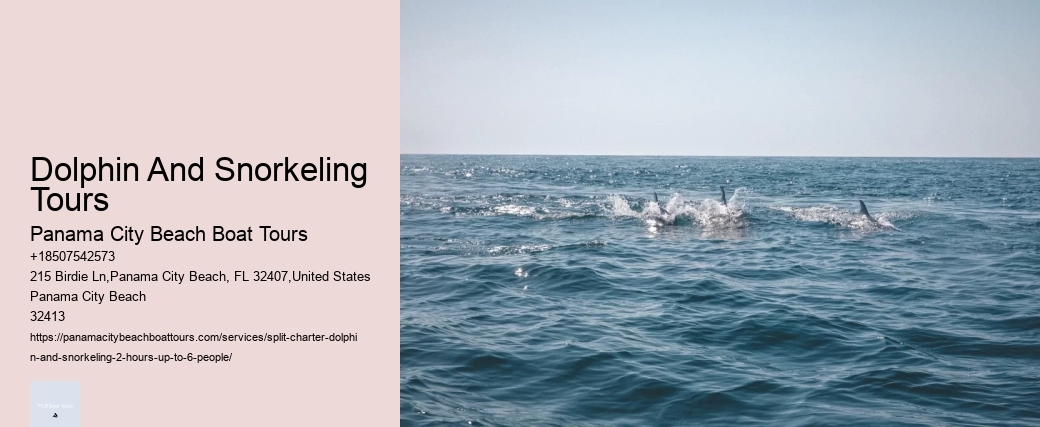 Dolphin And Snorkeling
Tours
Panama City Beach Boat Tours
+18507542573
215 Birdie Ln,Panama City Beach, FL 32407,United States
Panama City Beach
32413
https://panamacitybeachboattours.com/services/split-charter-dolphi
n-and-snorkeling-2-hours-up-to-6-people/